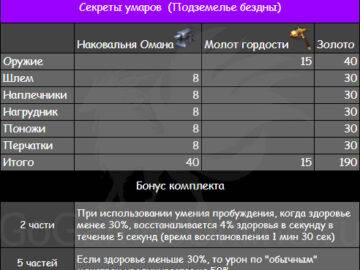 Секреты умаров (Подземелье бездны)
Наковальня Омана Молот гордости Золото
Оружие 15 40
Шлем 8 30
Наплечники 8 30
Нагрудник 8 30
Поножи 8 30
Перчатки 8 30
Итого 40 15 190
Бонус комплекта
2 части
При использовании умения пробуждения, когда здоровье
менее 30%, восстаналивается 4% здоровья в секунду в
течение 5 секунд (время восстановления 1 мин 30 сек)
5 частей
Если здоровье меньше 30%, то урон по "обычным"